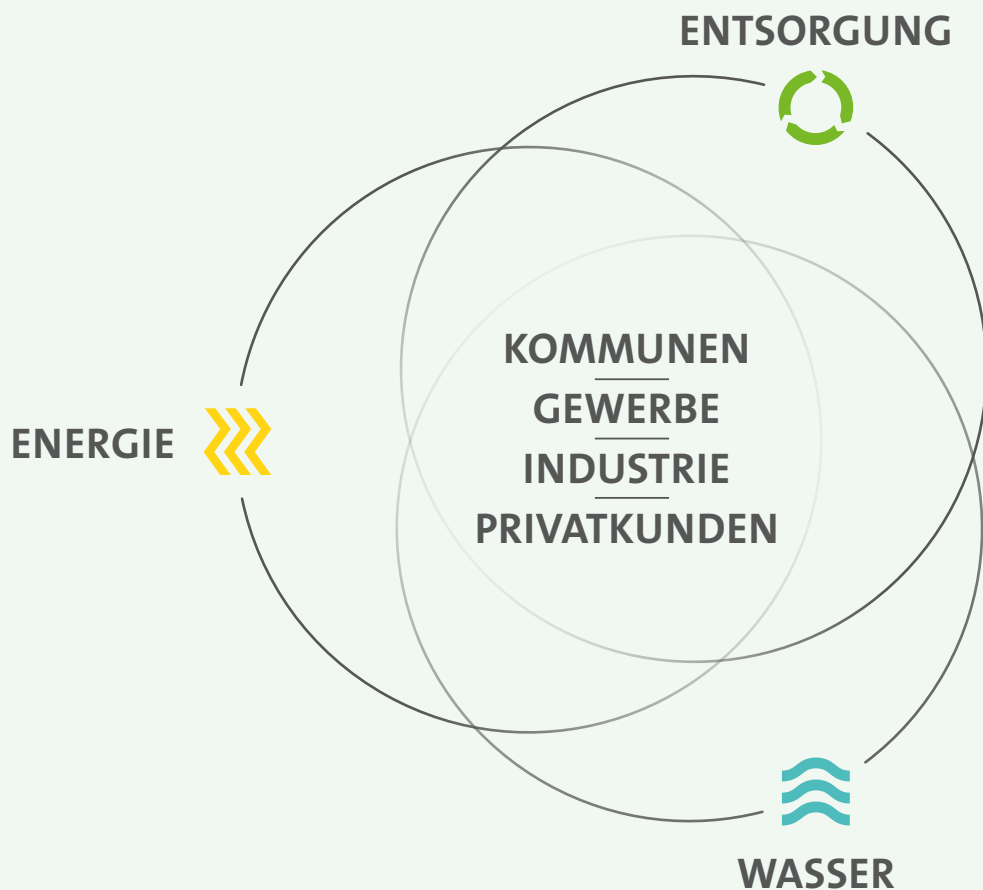 ENTSORGUNG
KOMMUNEN
GEWERBE
INDUSTRIE
PRIVATKUNDEN
ENERGIE
WASSER